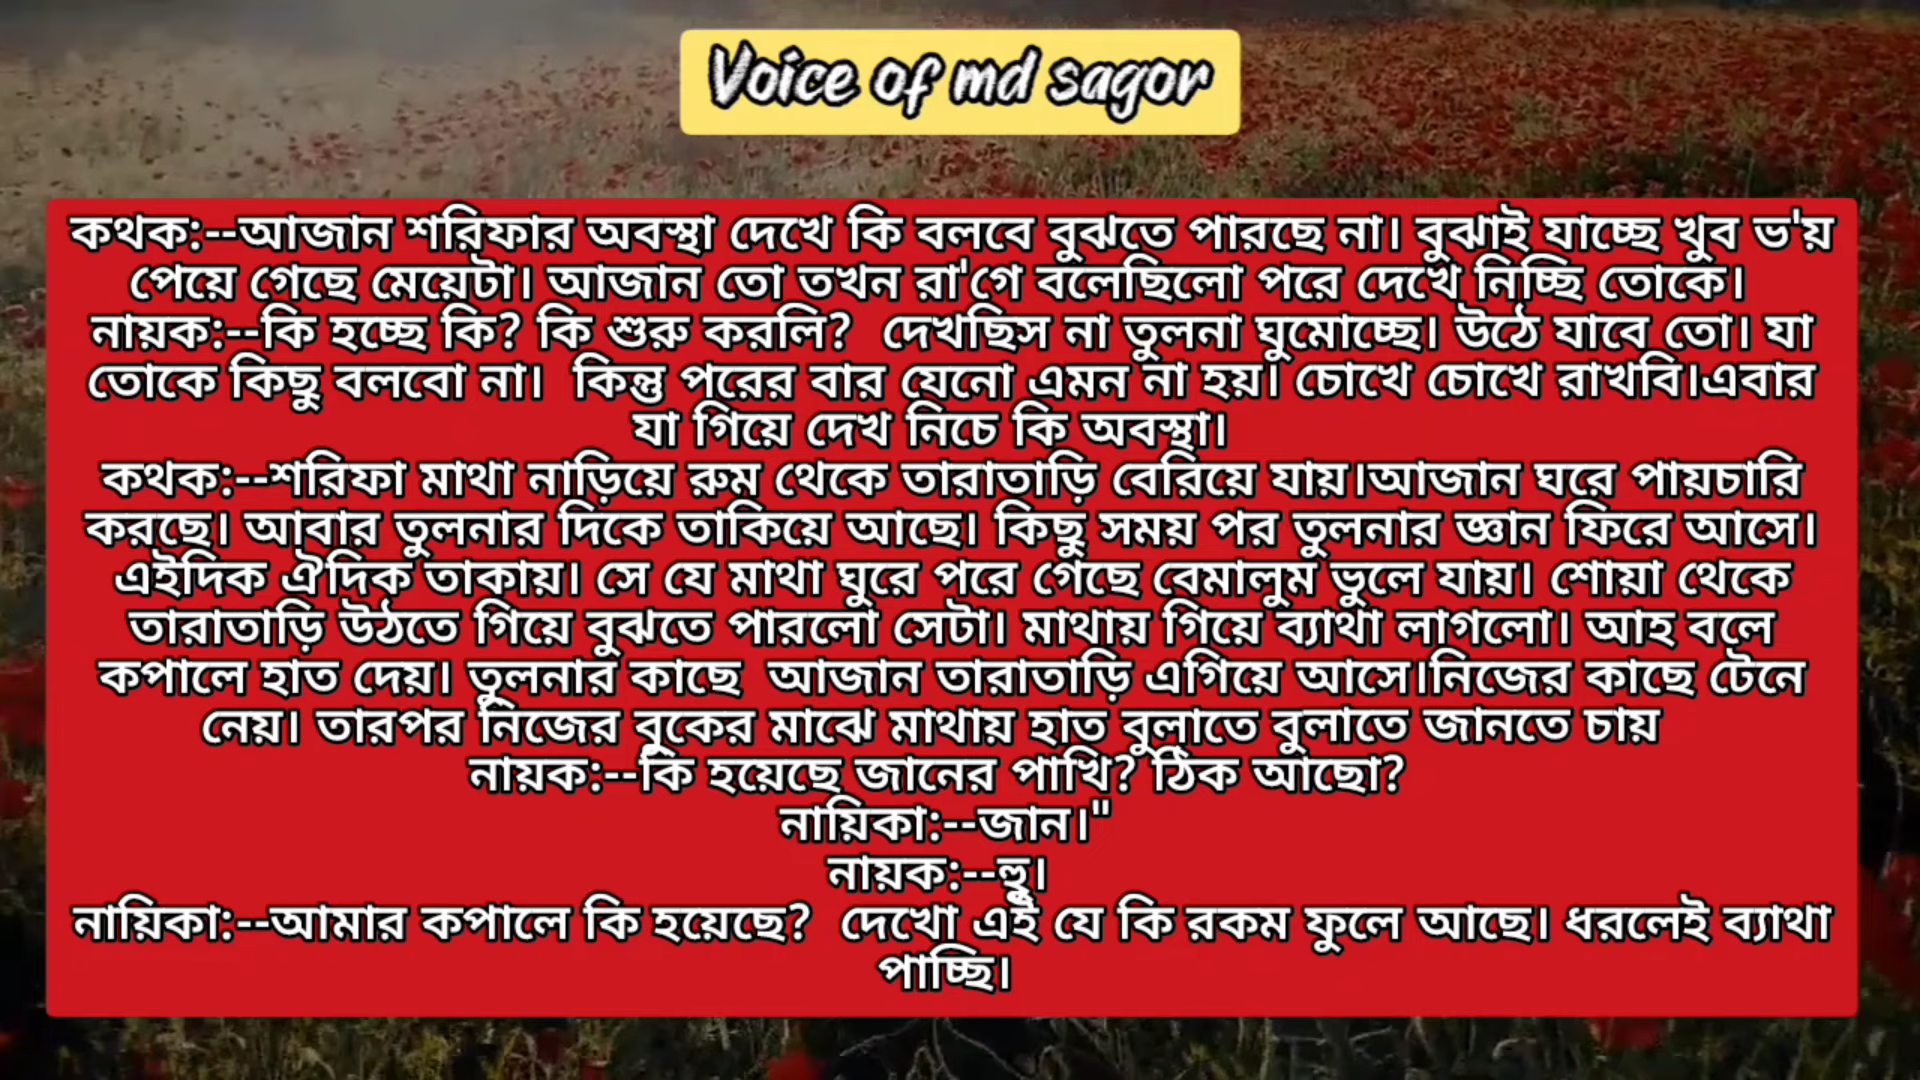 Voice of md sagor
কথক:--আজান শরিফার অবস্থা দেখে কি বলবে বুঝতে পারছে না। বুঝাই যাচ্ছে খুব ভ'য়
পেয়ে গেছে মেয়েটা। আজান তো তখন রা'গে বলেছিলো পরে দেখে নিচ্ছি তোকে।
নায়ক:--কি হচ্ছে কি? কি শুরু করলি?  দেখছিস না তুলনা ঘুমোচ্ছে। উঠে যাবে তো। যা
তোকে কিছু বলবো না।  কিন্তু পরের বার যেনো এমন না হয়। চোখে চোখে রাখবি।এবার
যা গিয়ে দেখ নিচে কি অবস্থা।
কথক:--শরিফা মাথা নাড়িয়ে রুম থেকে তারাতাড়ি বেরিয়ে যায়।আজান ঘরে পায়চারি
করছে। আবার তুলনার দিকে তাকিয়ে আছে। কিছু সময় পর তুলনার জ্ঞান ফিরে আসে।
এইদিক ঐদিক তাকায়। সে যে মাথা ঘুরে পরে গেছে বেমালুম ভুলে যায়। শোয়া থেকে
তারাতাড়ি উঠতে গিয়ে বুঝতে পারলো সেটা। মাথায় গিয়ে ব্যাথা লাগলো। আহ বলে
কপালে হাত দেয়। তুলনার কাছে  আজান তারাতাড়ি এগিয়ে আসে।নিজের কাছে টেনে
নেয়। তারপর নিজের বুকের মাঝে মাথায় হাত বুলাতে বুলাতে জানতে চায়
নায়ক:--কি হয়েছে জানের পাখি? ঠিক আছো?
নায়িকা:--জান।"
নায়ক:--হুু।
নায়িকা:--আমার কপালে কি হয়েছে?  দেখো এই যে কি রকম ফুলে আছে। ধরলেই ব্যাথা
পাচ্ছি।